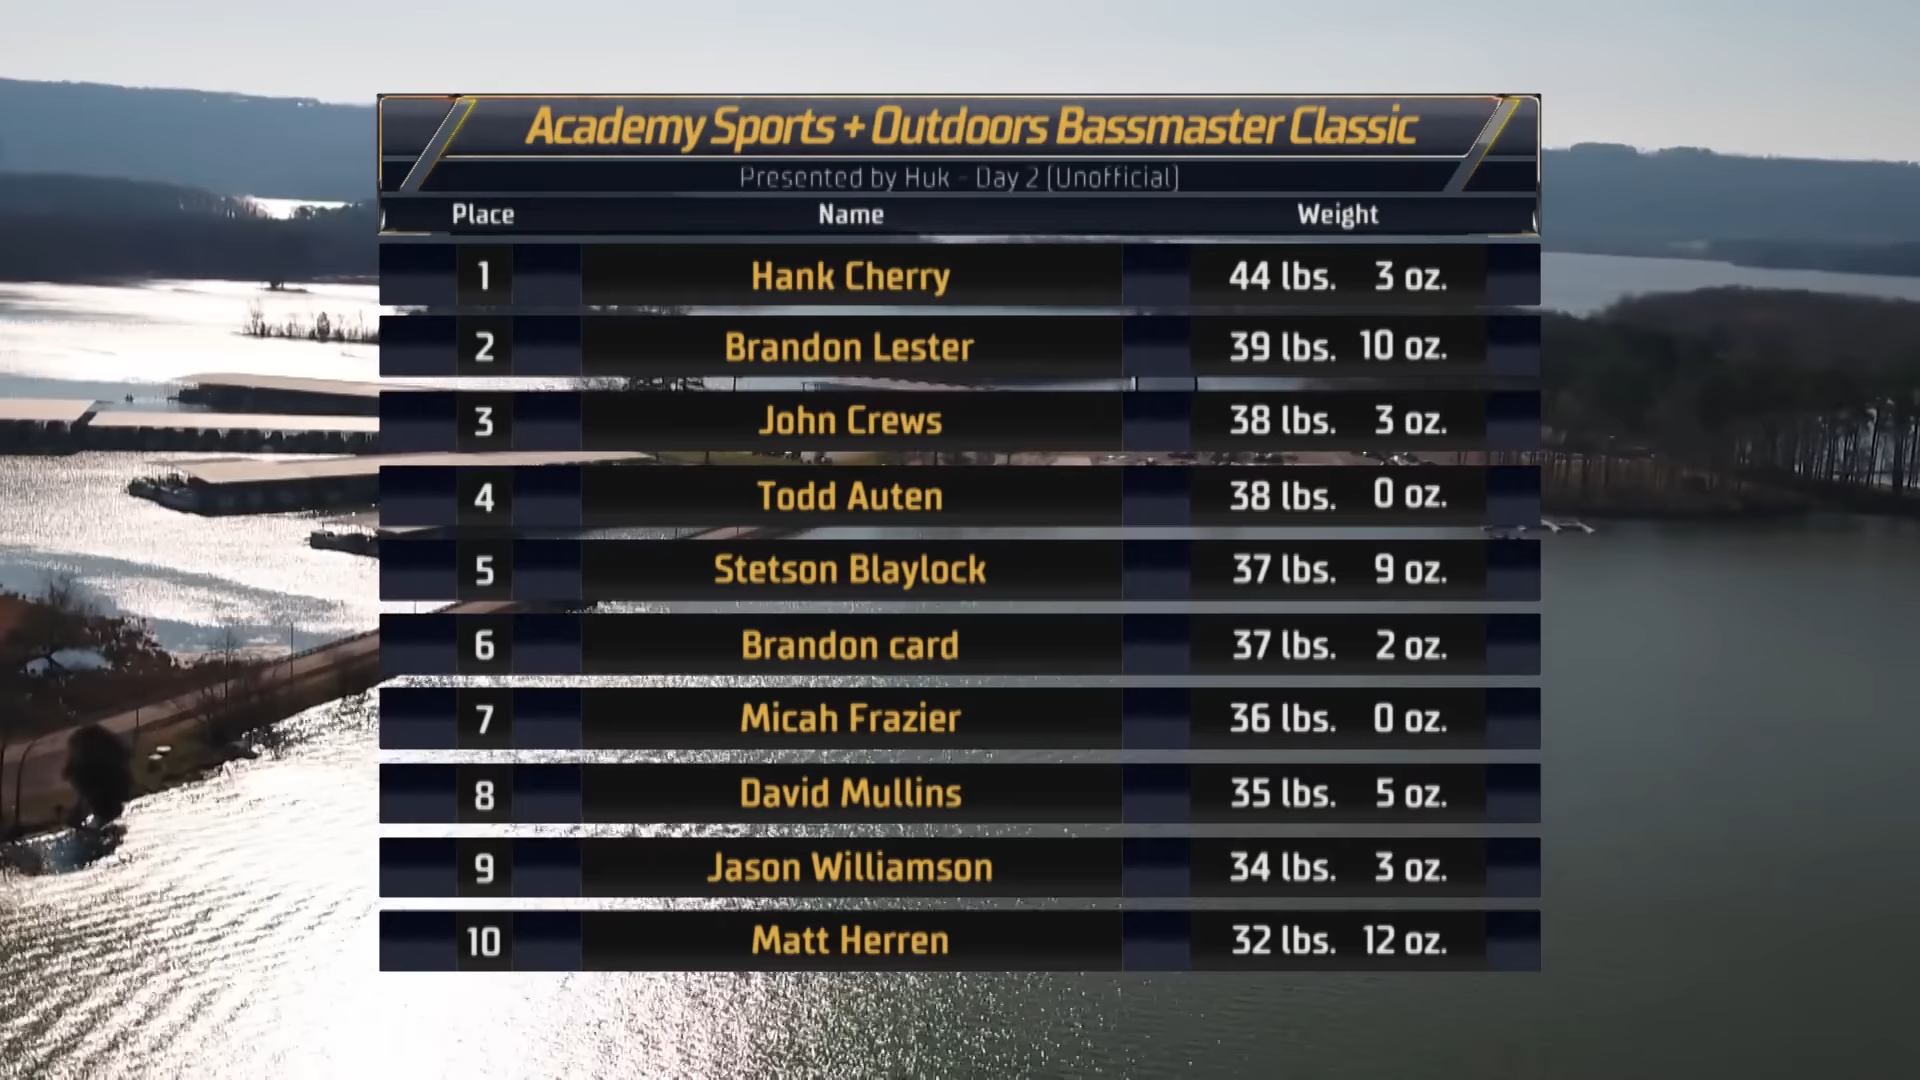 Academy Sports + Outdoors Bassmaster Classic
Presented by Huk - Day 2 (Unofficial)
Place Name Weight
1 Hank Cherry 44 lbs. 3 oz.
2 Brandon Lester 39 lbs. 10 oz.
3 John Crews 38 lbs. 3 oz.
4 Todd Auten 38 lbs. 0 oz.
5 Stetson Blaylock 37 lbs. 9 oz.
6 Brandon card 37 lbs. 2 oz.
7 Micah Frazier 36 lbs. 0 oz.
8 David Mullins 35 lbs. 5 oz.
9 Jason Williamson 34 lbs. 3 oz.
10 Matt Herren 32 lbs. 12 oz.